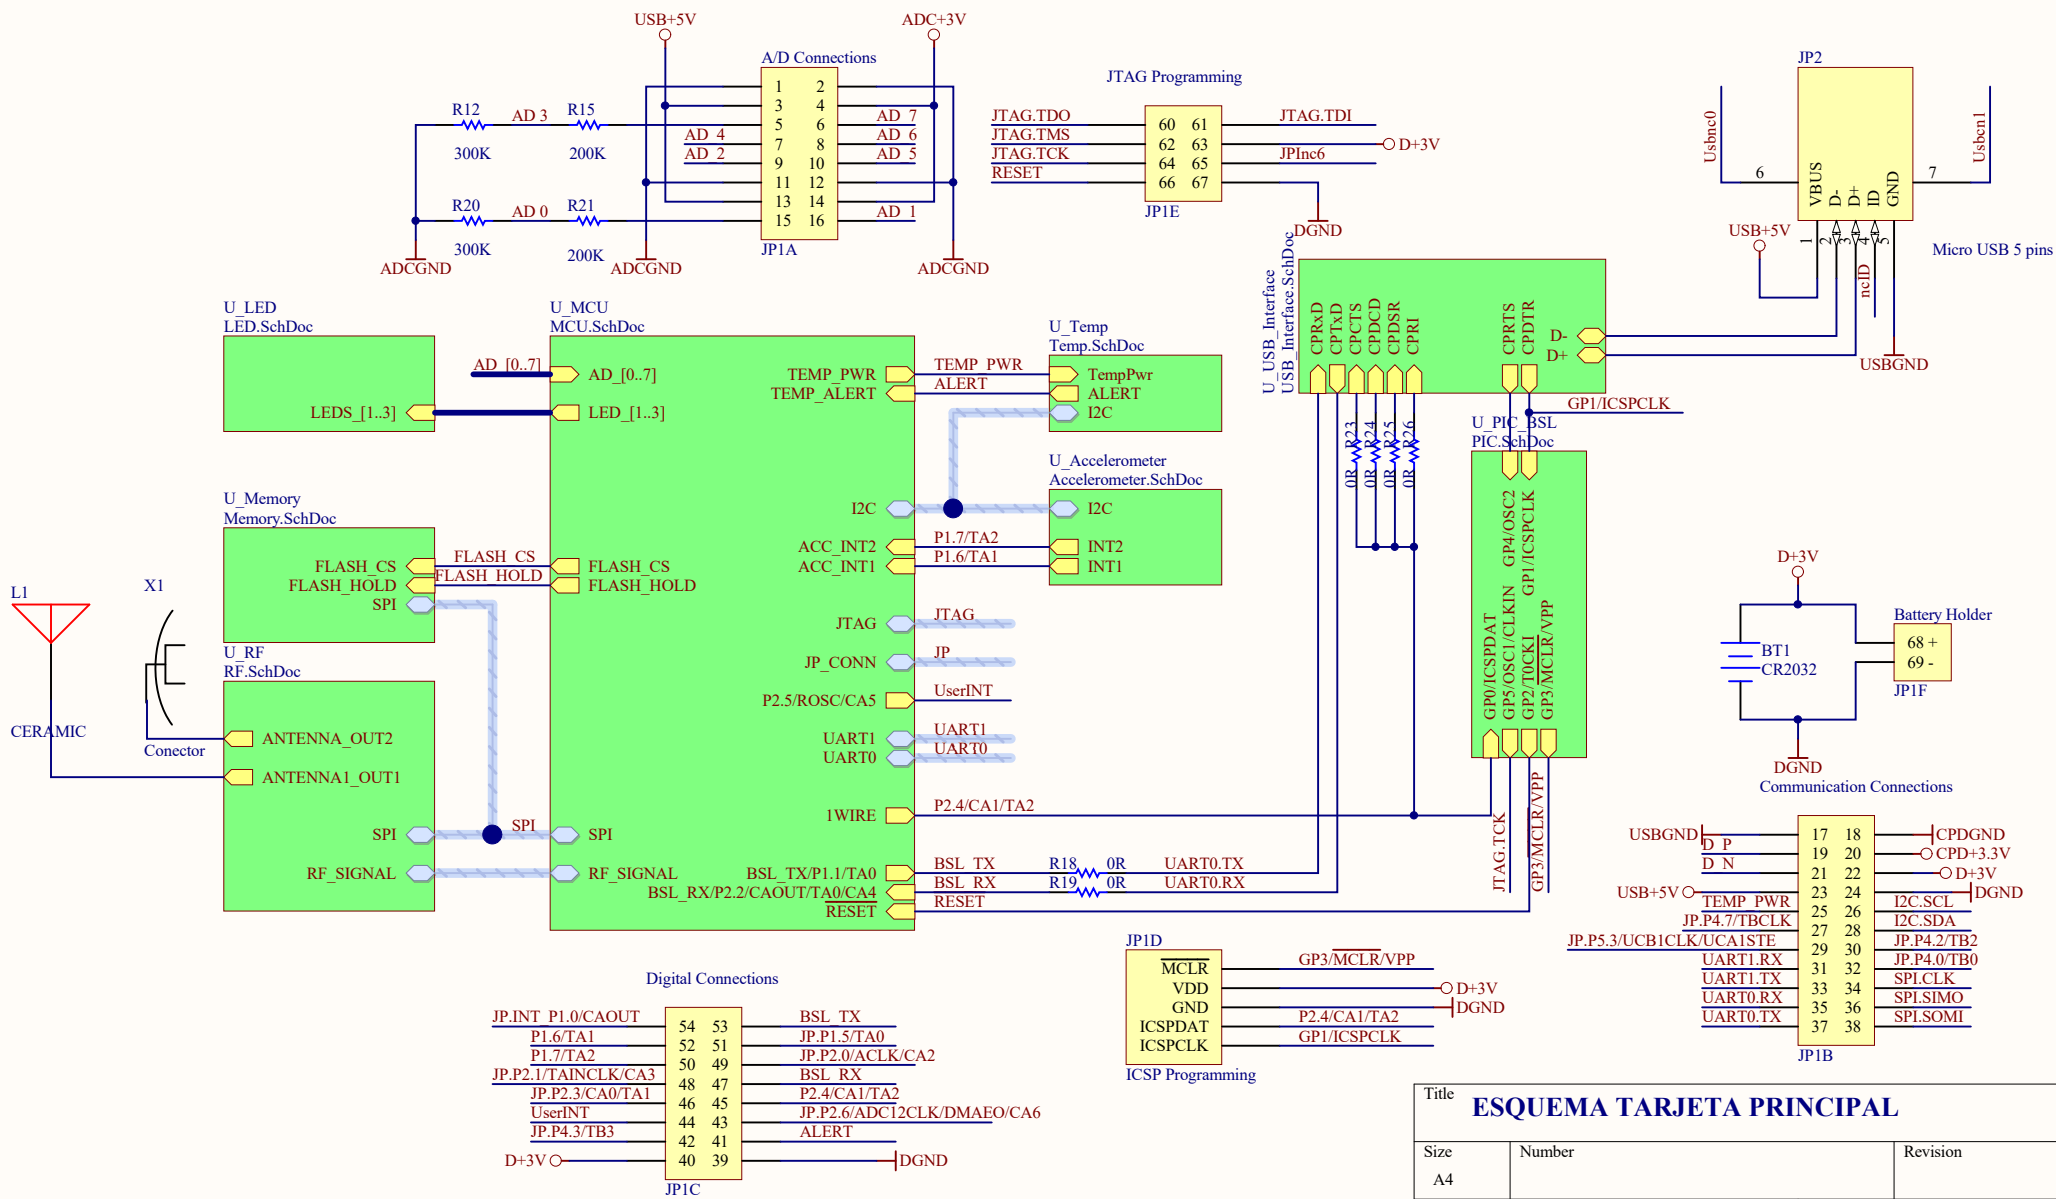 USB+5V
ADC+3V
A/D Connections
1 2
3 4
5 6
7 8
9 10
11 12
13 14
15 16
JP1A
R12
300K
AD 3
R15
200K
AD_4
AD_2
AD_7
AD_6
AD_5
AD_1
R20
300K
AD 0
R21
200K
ADCGND
ADCGND
ADCGND
JTAG Programming
JTAG.TDO
JTAG.TMS
JTAG.TCK
RESET
60 61
62 63
64 65
66 67
JP1E
JTAG.TDI
D+3V
JPInc6
DGND
JP2
Usbnc0
Usbcn1
6
7
VBUS
D-
D+
ID
GND
1
2
3
4
5
USB+5V
ncID
Micro USB 5 pins
USBGND
U_LED
LED.SchDoc
LEDS_[1..3]
U_MCU
MCU.SchDoc
AD_[0..7]
AD_[0..7]
LED_[1..3]
TEMP_PWR
TEMP_ALERT
TEMP_PWR
ALERT
U_Temp
Temp.SchDoc
TempPwr
ALERT
I2C
U_USB_Interface
USB_Interface.SchDoc
CPRxD
CPTxD
CPCTS
CPDCD
CPDSR
CPRI
CPRTS
CPDTR
D-
D+
GP1/ICSPCLK
R23
R24
R25
R26
0R
0R
0R
0R
U_PIC_BSL
PIC.SchDoc
GP4/OSC2
GP1/ICSPCLK
GP0/ICSPDAT
GP5/OSC1/CLKIN
GP2/T0CKI
GP3/MCLR/VPP
U_Accelerometer
Accelerometer.SchDoc
I2C
INT2
INT1
I2C
ACC_INT2
ACC_INT1
P1.7/TA2
P1.6/TA1
U_Memory
Memory.SchDoc
FLASH_CS
FLASH_HOLD
SPI
FLASH_CS
FLASH_HOLD
FLASH_CS
FLASH_HOLD
L1
CERAMIC
X1
Conector
U_RF
RF.SchDoc
ANTENNA_OUT2
ANTENNA1_OUT1
SPI
RF_SIGNAL
SPI
SPI
RF_SIGNAL
JTAG
JTAG
JP_CONN
JP
P2.5/ROSC/CA5
UserINT
UART1
UART1
UART0
UART0
1WIRE
P2.4/CA1/TA2
BSL_TX/P1.1/TA0
BSL_RX/P2.2/CAOUT/TA0/CA4
RESET
BSL_TX
BSL_RX
RESET
R18 0R
R19 0R
UART0.TX
UART0.RX
JTAG.TCK
GP3/MCLR/VPP
D+3V
BT1
CR2032
Battery Holder
68 +
69 -
JP1F
DGND
Communication Connections
USBGND
D_P
D_N
USB+5V
TEMP_PWR
JP.P4.7/TBCLK
JP.P5.3/UCB1CLK/UCA1STE
UART1.RX
UART1.TX
UART0.RX
UART0.TX
17 18
19 20
21 22
23 24
25 26
27 28
29 30
31 32
33 34
35 36
37 38
JP1B
CPDGND
CPD+3.3V
D+3V
DGND
I2C.SCL
I2C.SDA
JP.P4.2/TB2
JP.P4.0/TB0
SPI.CLK
SPI.SIMO
SPI.SOMI
Digital Connections
JP.INT_P1.0/CAOUT
P1.6/TA1
P1.7/TA2
JP.P2.1/TAINCLK/CA3
JP.P2.3/CA0/TA1
UserINT
JP.P4.3/TB3
D+3V
54 53
52 51
50 49
48 47
46 45
44 43
42 41
40 39
JP1C
BSL_TX
JP.P1.5/TA0
JP.P2.0/ACLK/CA2
BSL_RX
P2.4/CA1/TA2
JP.P2.6/ADC12CLK/DMAEO/CA6
ALERT
DGND
JP1D
MCLR
VDD
GND
ICSPDAT
ICSPCLK
ICSP Programming
GP3/MCLR/VPP
D+3V
DGND
P2.4/CA1/TA2
GP1/ICSPCLK
Title
ESQUEMA TARJETA PRINCIPAL
Size
A4
Number
Revision